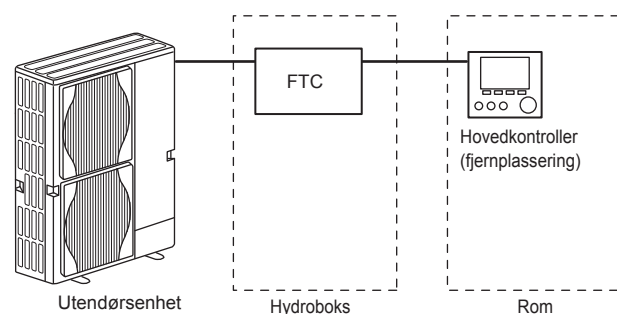 FTC
Hovedkontroller
(fjernplassering)
Utendørsenhet
Hydroboks
Rom